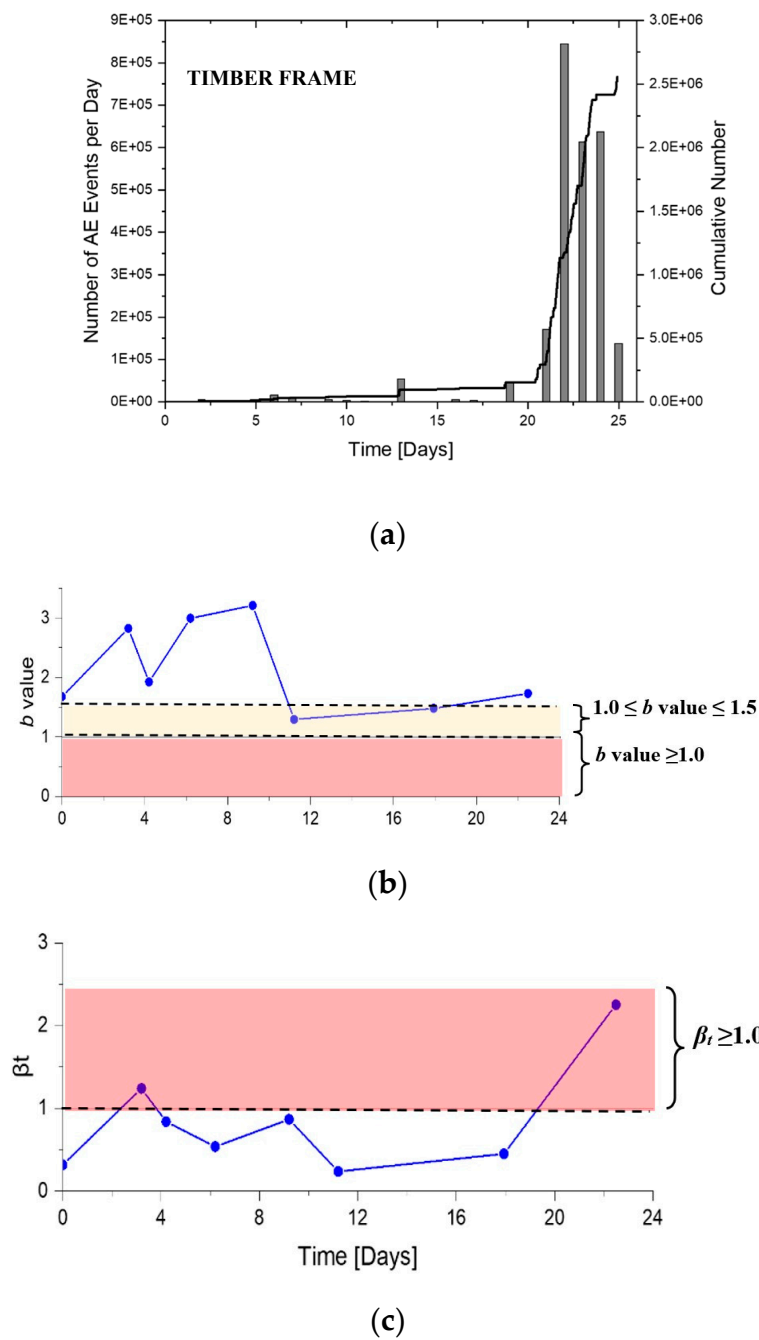 TIMBER FRAME
Number of AE Events per Day
9E+05
8E+05
7E+05
6E+05
5E+05
4E+05
3E+05
2E+05
1E+05
0E+00
3.0E+06
2.5E+06
2.0E+06
1.5E+06
1.0E+06
5.0E+05
0.0E+00
Cumulative Number
0 5 10 15 20 25
Time [Days]
(a)
b value
3
2
1
0
0 4 8 12 16 20 24
1.0 ≤ b value ≤ 1.5
b value ≥1.0
(b)
βt
3
2
1
0
0 4 8 12 16 20 24
βt ≥1.0
Time [Days]
(c)